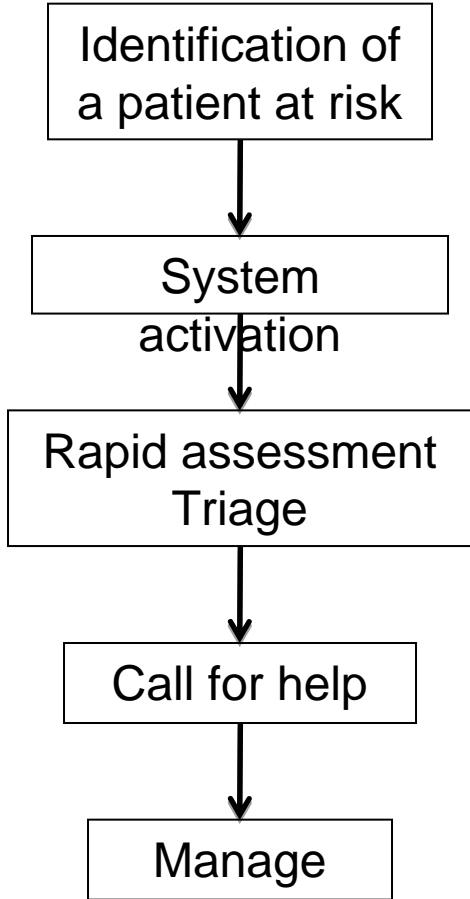 Identification of
a patient at risk
System
activation
Rapid assessment
Triage
Call for help
Manage